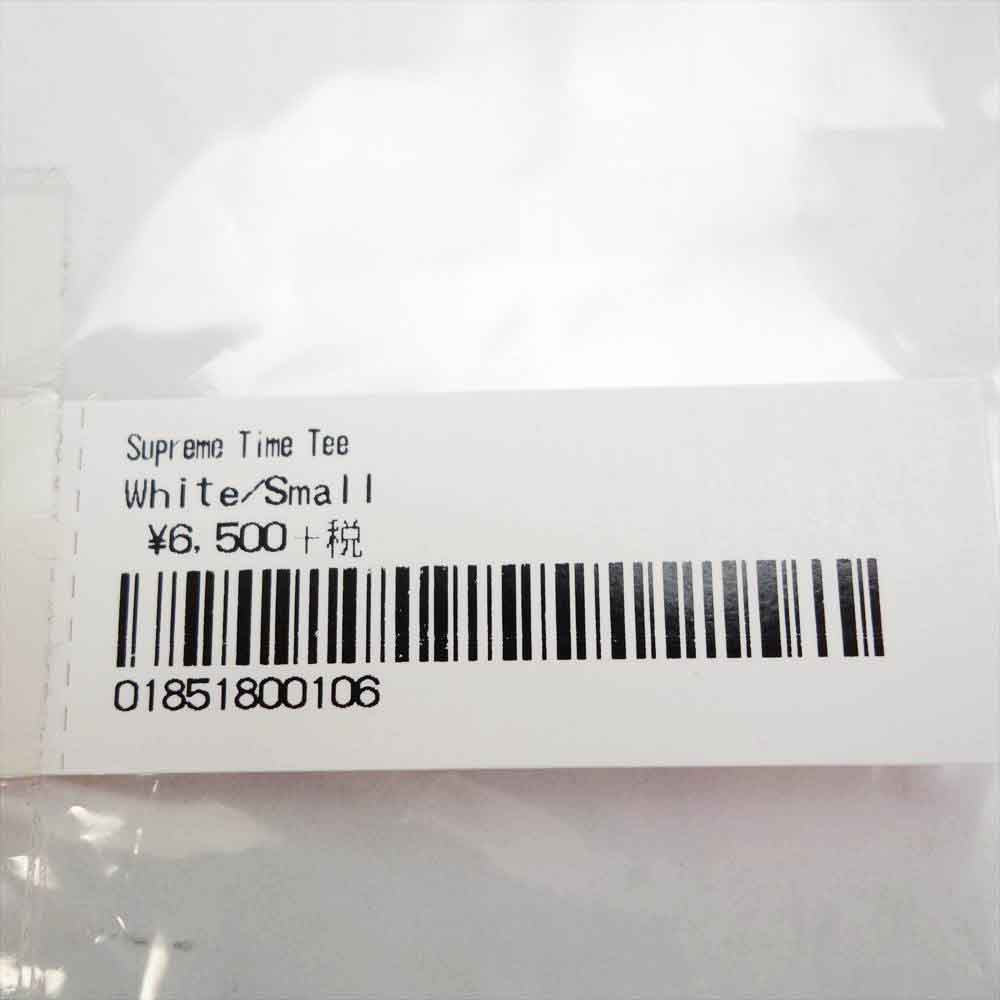 Supreme Time Tee
White/Small
¥6,500+税
01851800106